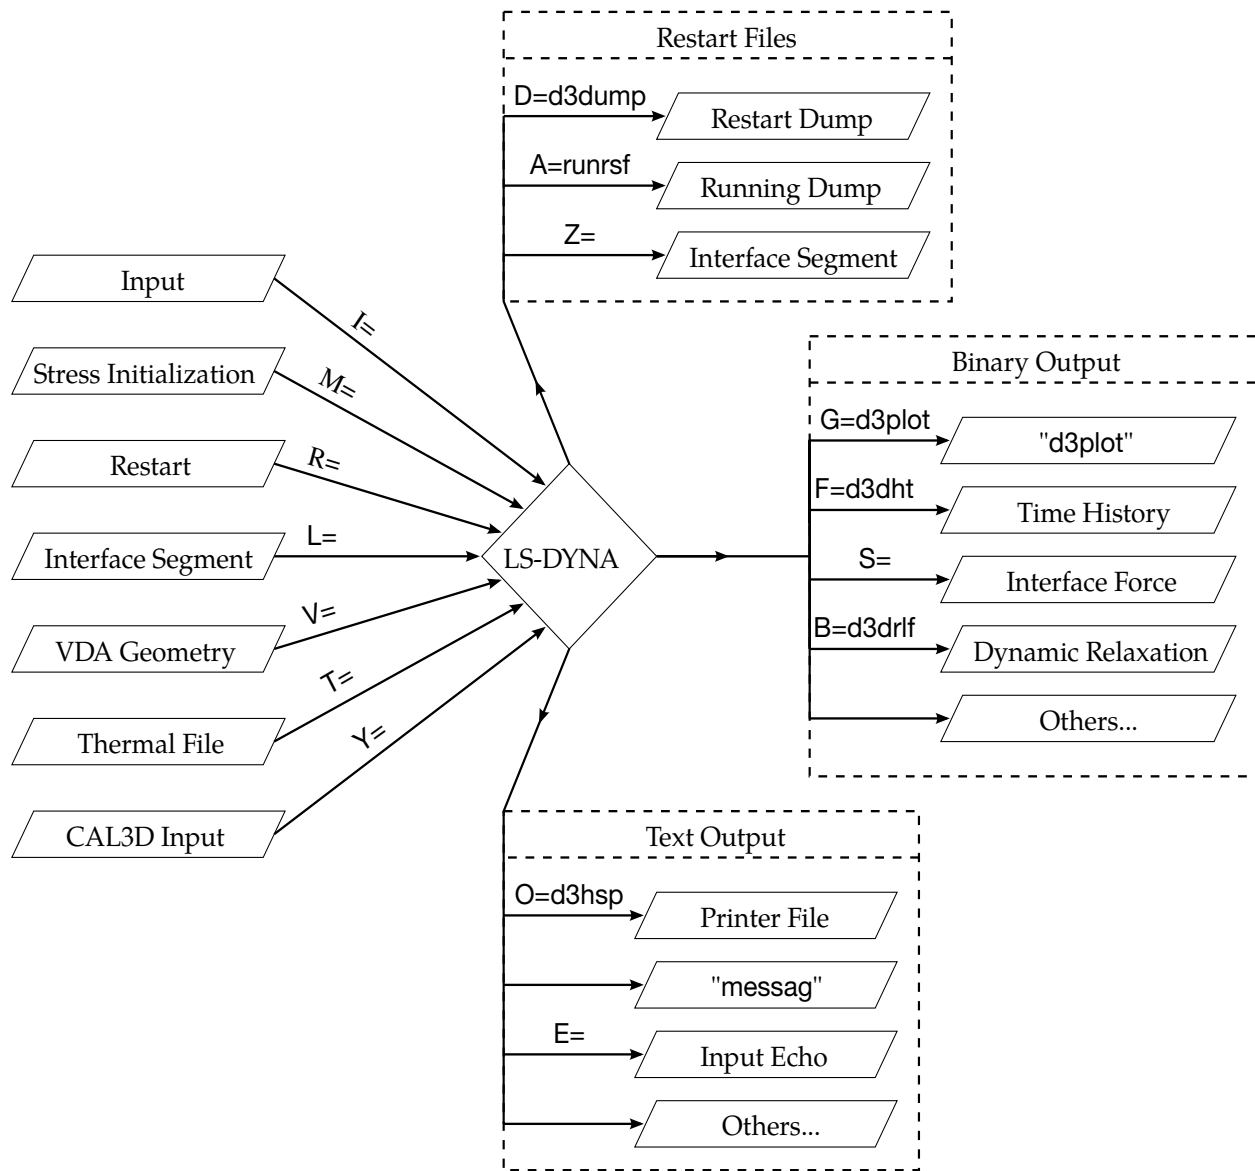 Restart Files
D=d3dump
Restart Dump
A=runrsf
Running Dump
Z=
Interface Segment
Input
I=
Stress Initialization
M=
Restart
R=
Interface Segment
L=
VDA Geometry
V=
Thermal File
T=
CAL3D Input
Y=
LS-DYNA
Binary Output
G=d3plot
"d3plot"
F=d3dht
Time History
S=
Interface Force
B=d3drlf
Dynamic Relaxation
Others...
Text Output
O=d3hsp
Printer File
"messag"
E=
Input Echo
Others...